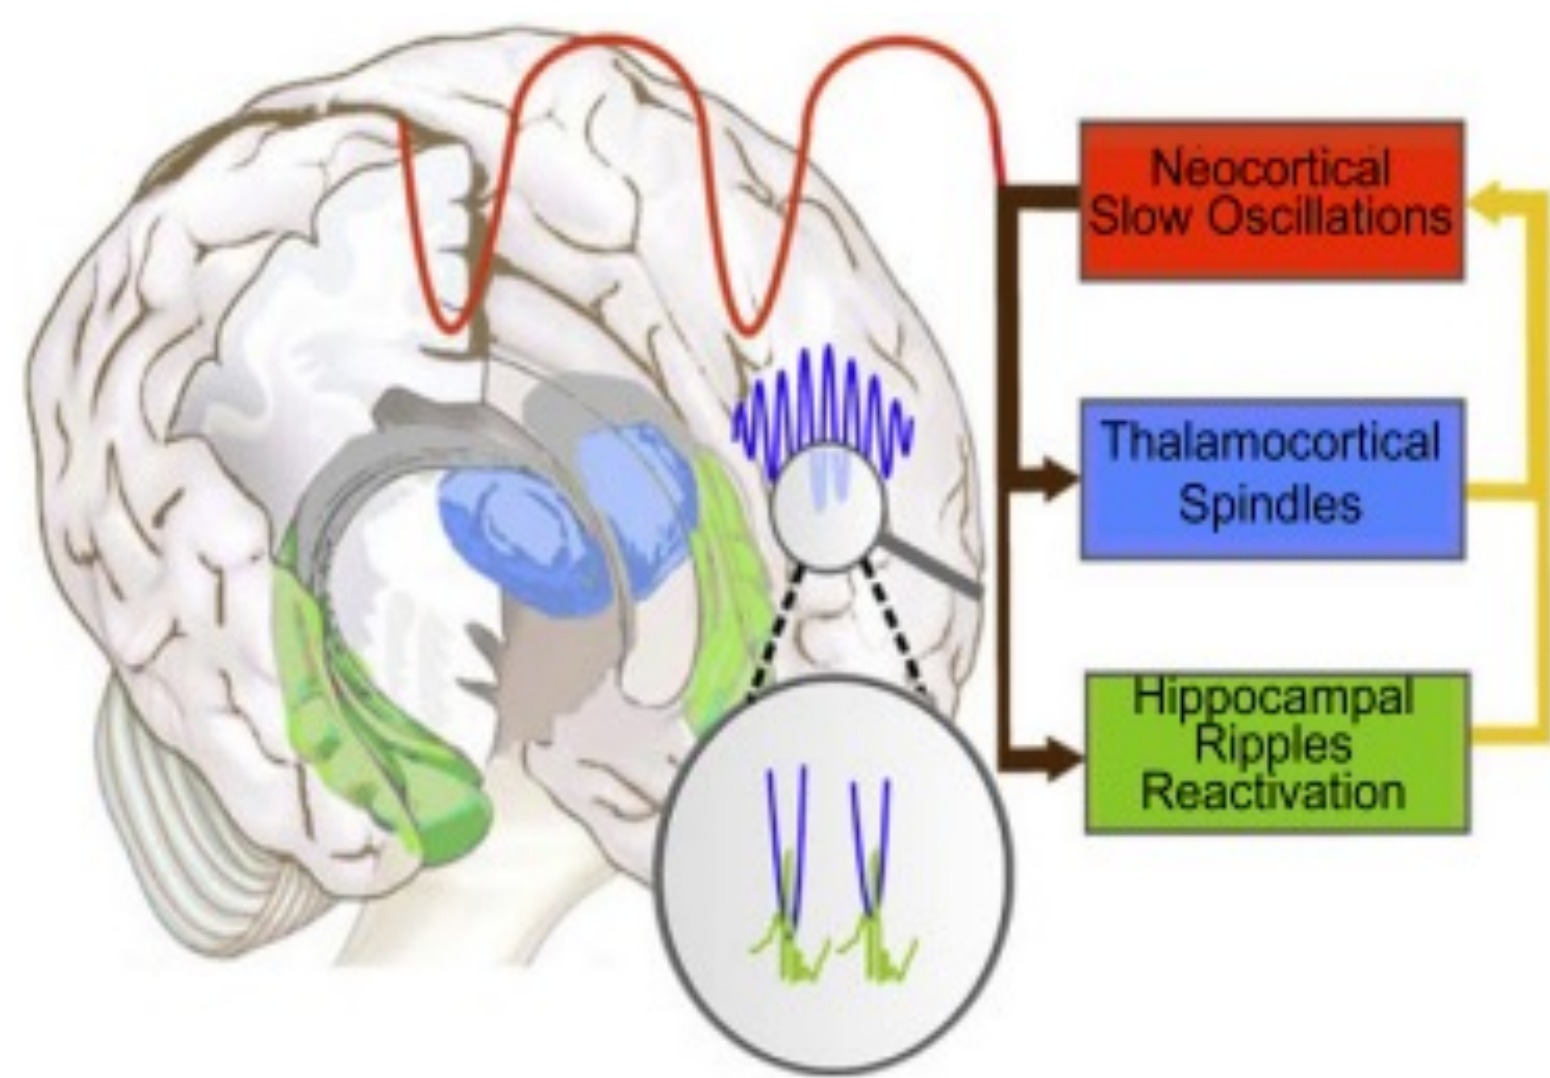 Neocortical
Slow Oscillations
Thalamocortical
Spindles
Hippocampal
Ripples
Reactivation